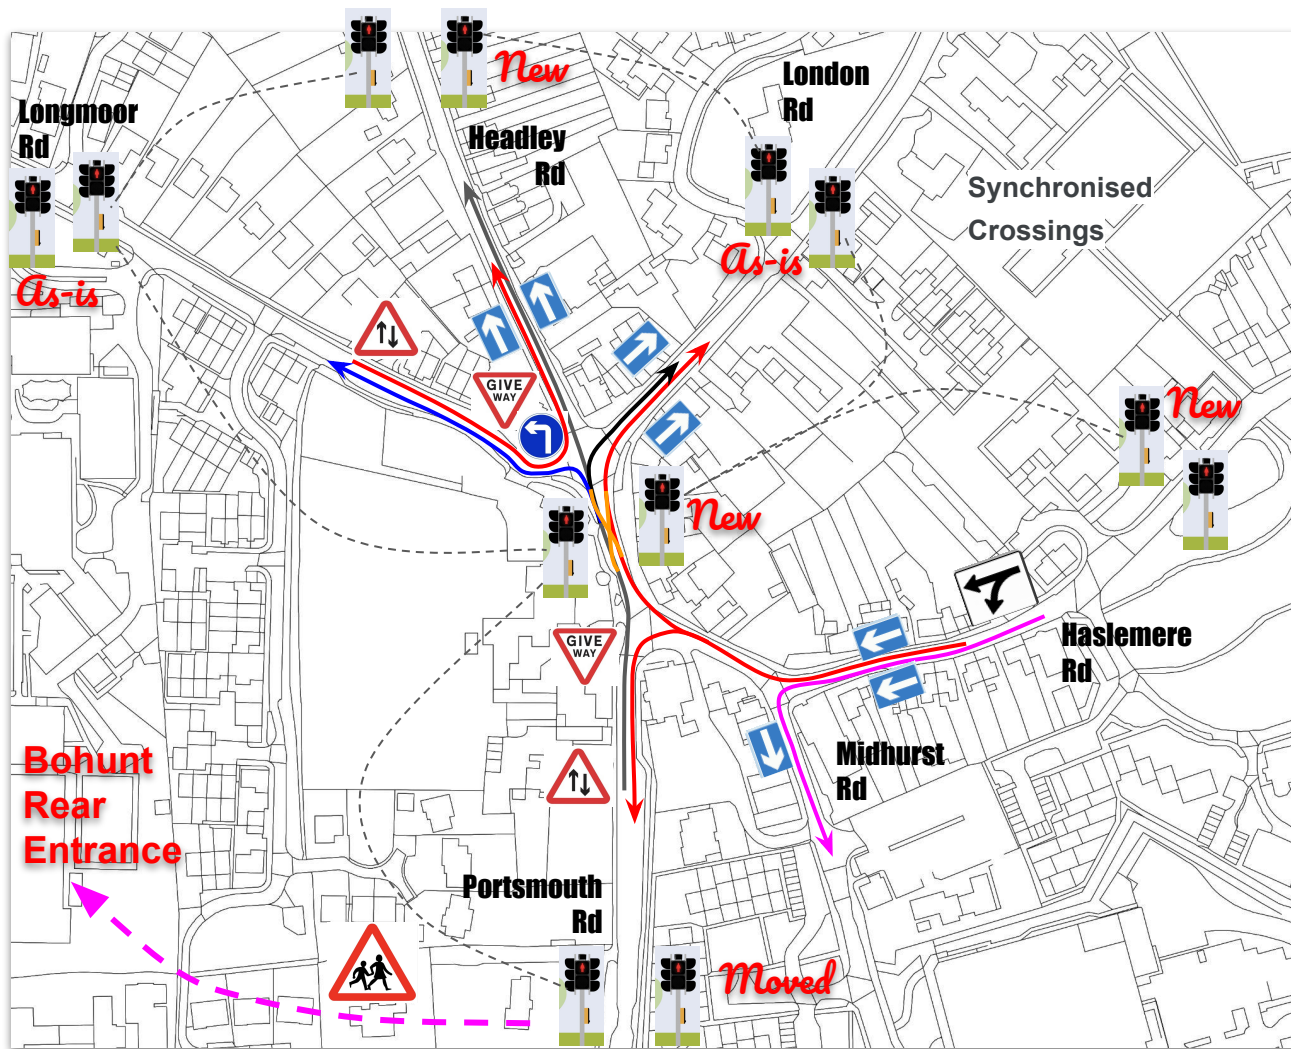 New
London
Rd
Longmoor
Rd
Headley
Rd
Synchronised
Crossings
As-is
As-is
GIVE
WAY
New
New
GIVE
WAY
Haslemere
Rd
Midhurst
Rd
Bohunt
Rear
Entrance
Portsmouth
Rd
Moved